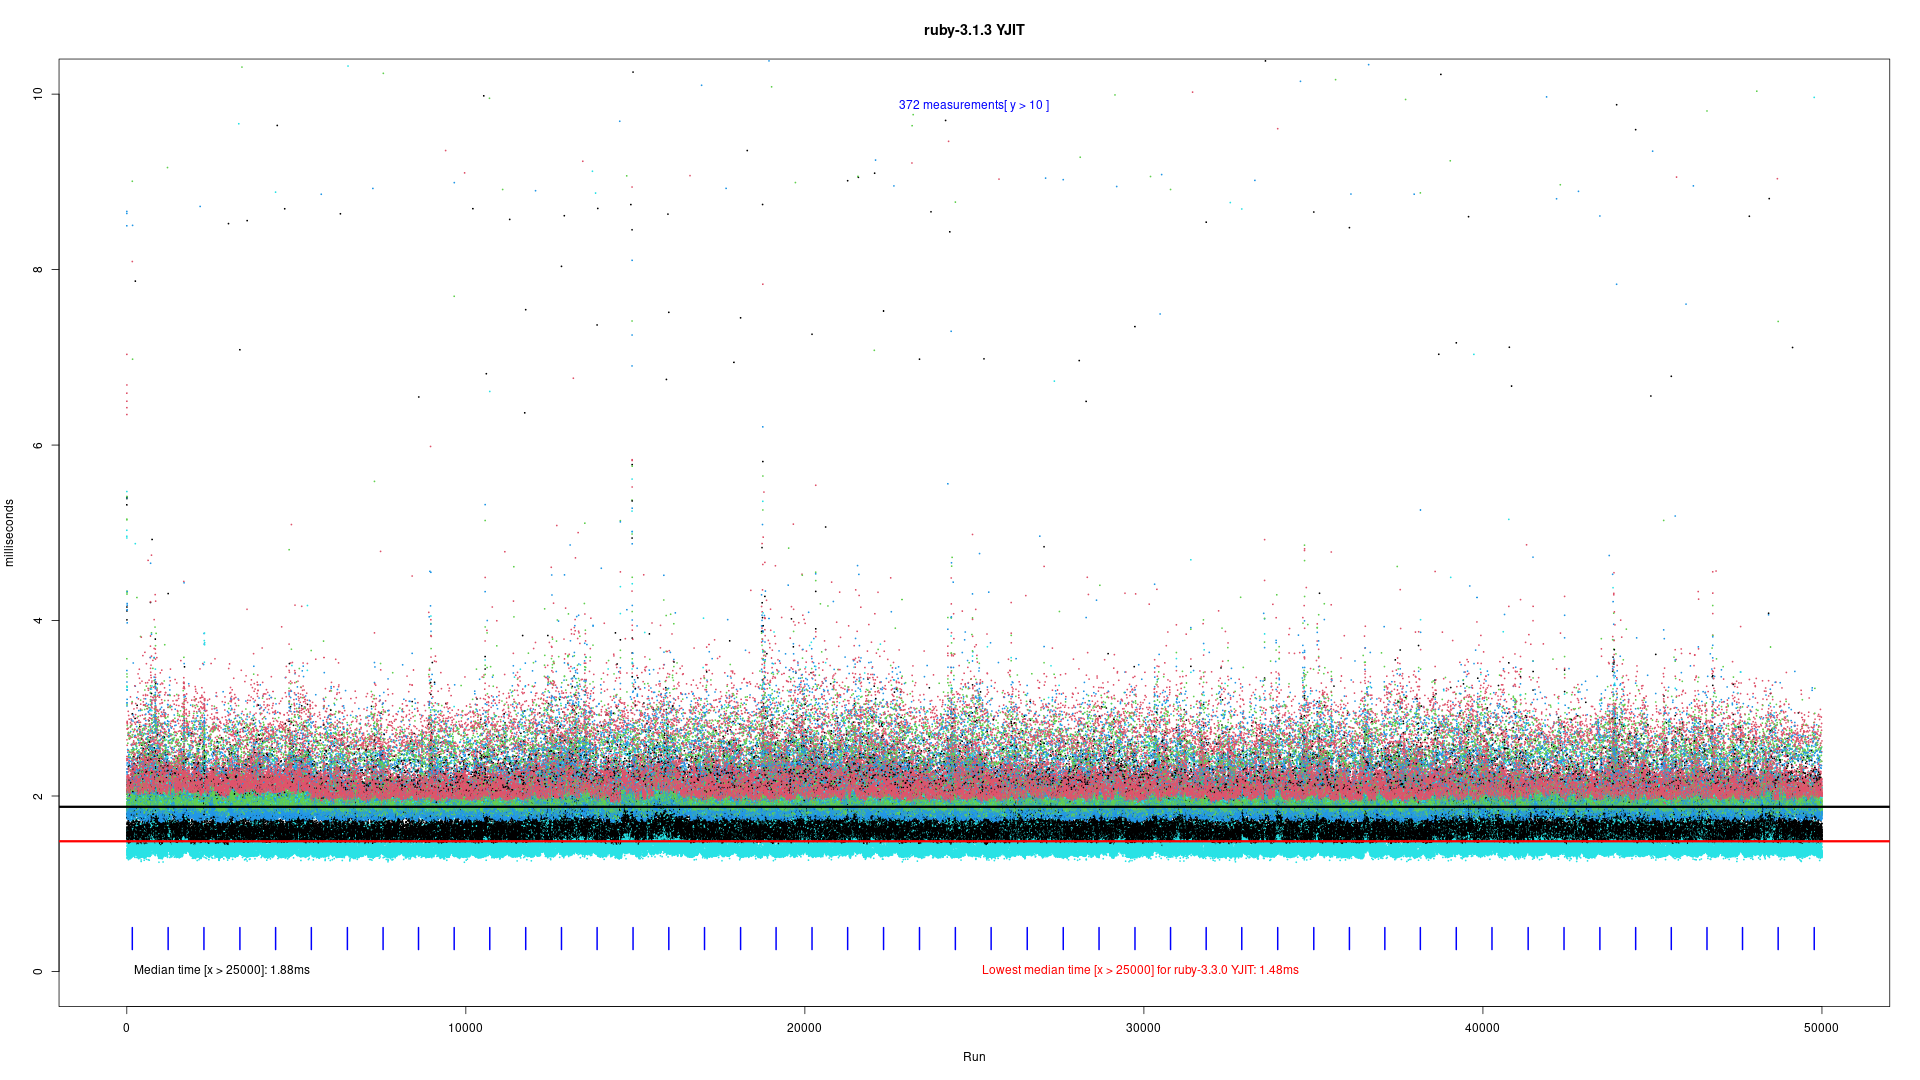 ruby-3.1.3 YJIT
372 measurements[ y > 10 ]
milliseconds
10
8
6
4
2
0
Median time [x > 25000]: 1.88ms
Lowest median time [x > 25000] for ruby-3.3.0 YJIT: 1.48ms
0
10000
20000
30000
40000
50000
Run